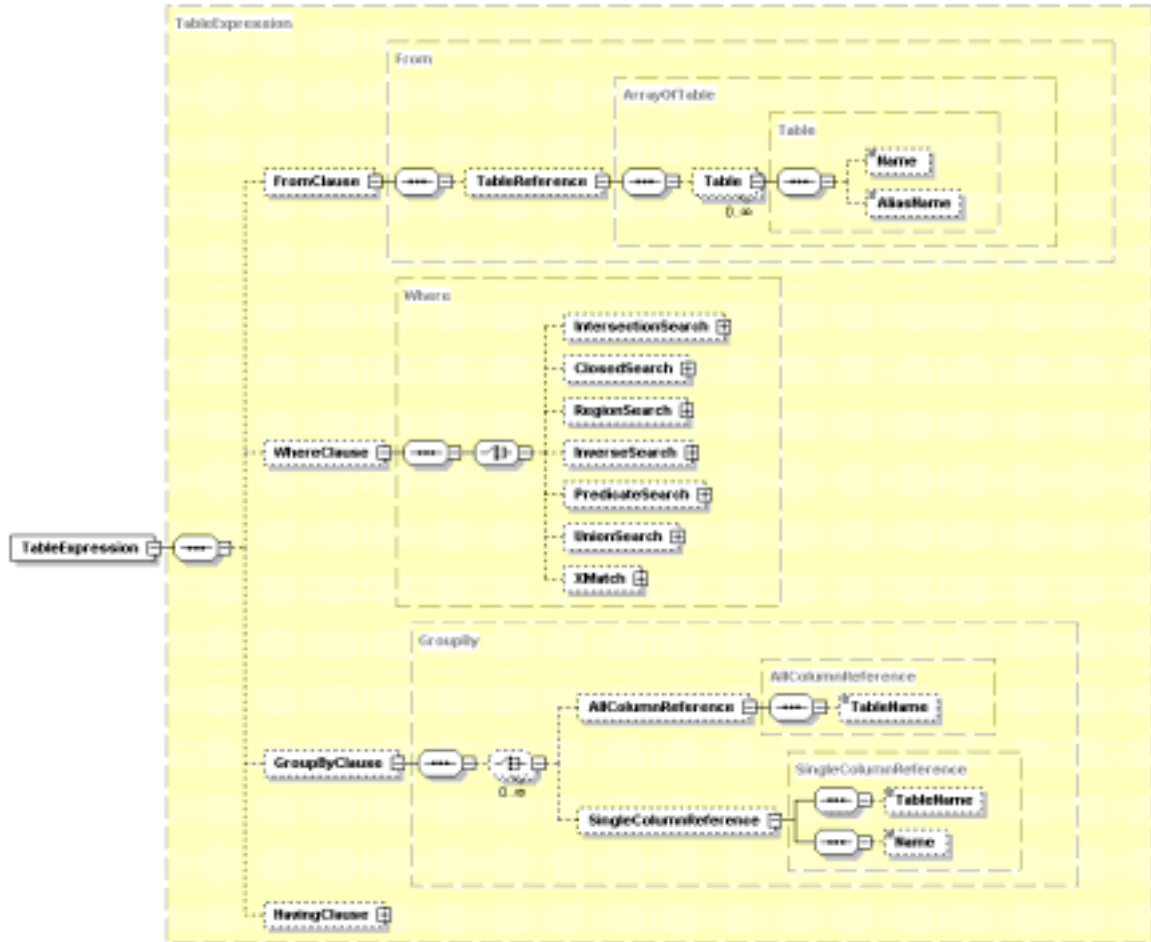 TableExpression
From
ArrayOfTable
Table
Name
FromClause
TableReference
Table
AliasName
0..∞
Where
IntersectionSearch
ClosedSearch
RegionSearch
WhereClause
InverseSearch
PredicateSearch
UnionSearch
TableExpression
XMatch
GroupBy
AllColumnReference
AllColumnReference
TableName
GroupByClause
SingleColumnReference
0..∞
TableName
SingleColumnReference
Name
HavingClause